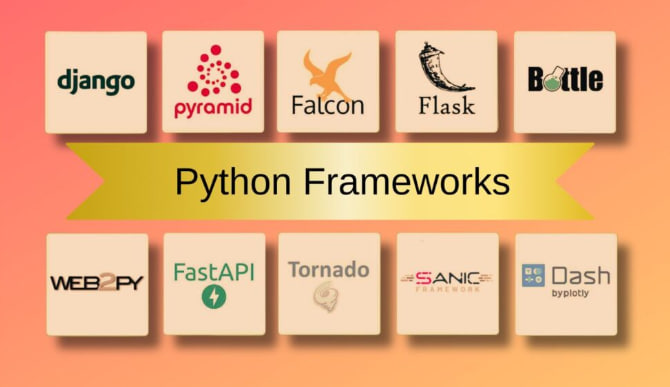 django
pyramid
Falcon
Flask
Bottle
Python Frameworks
WEB2PY
FastAPI
Tornado
SANIC
FRAMEWORK
Dash
by plotly